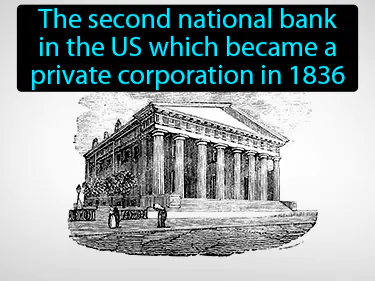 The second national bank
in the US which became a
private corporation in 1836